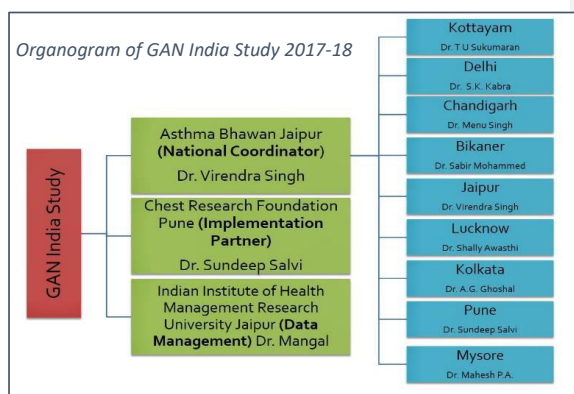 Organogram of GAN India Study 2017-18
GAN India Study
Asthma Bhawan Jaipur
(National Coordinator)
Dr. Virendra Singh
Chest Research Foundation
Pune (Implementation
Partner)
Dr. Sundeep Salvi
Indian Institute of Health
Management Research
University Jaipur (Data
Management) Dr. Mangal
Kottayam
Dr. T U Sukumaran
Delhi
Dr. S.K. Kabra
Chandigarh
Dr. Menu Singh
Bikaner
Dr. Sabir Mohammed
Jaipur
Dr. Virendra Singh
Lucknow
Dr. Shally Awasthi
Kolkata
Dr. A.G. Ghoshal
Pune
Dr. Sundeep Salvi
Mysore
Dr. Mahesh P.A.